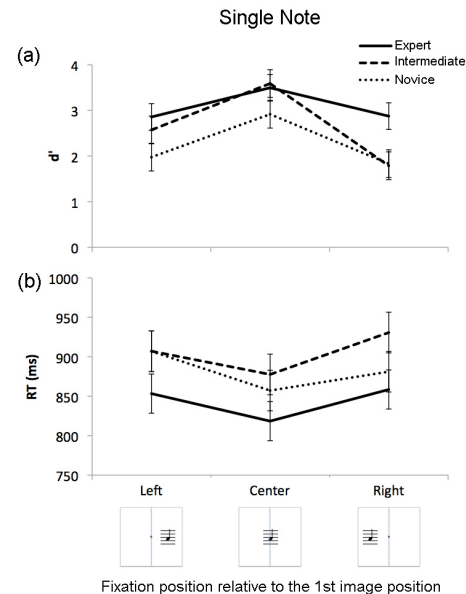 Single Note
(a)
Expert
Intermediate
Novice
4
3
2
1
0
d'
(b)
1000
950
900
850
800
750
RT (ms)
Left Center Right
Fixation position relative to the 1st image position